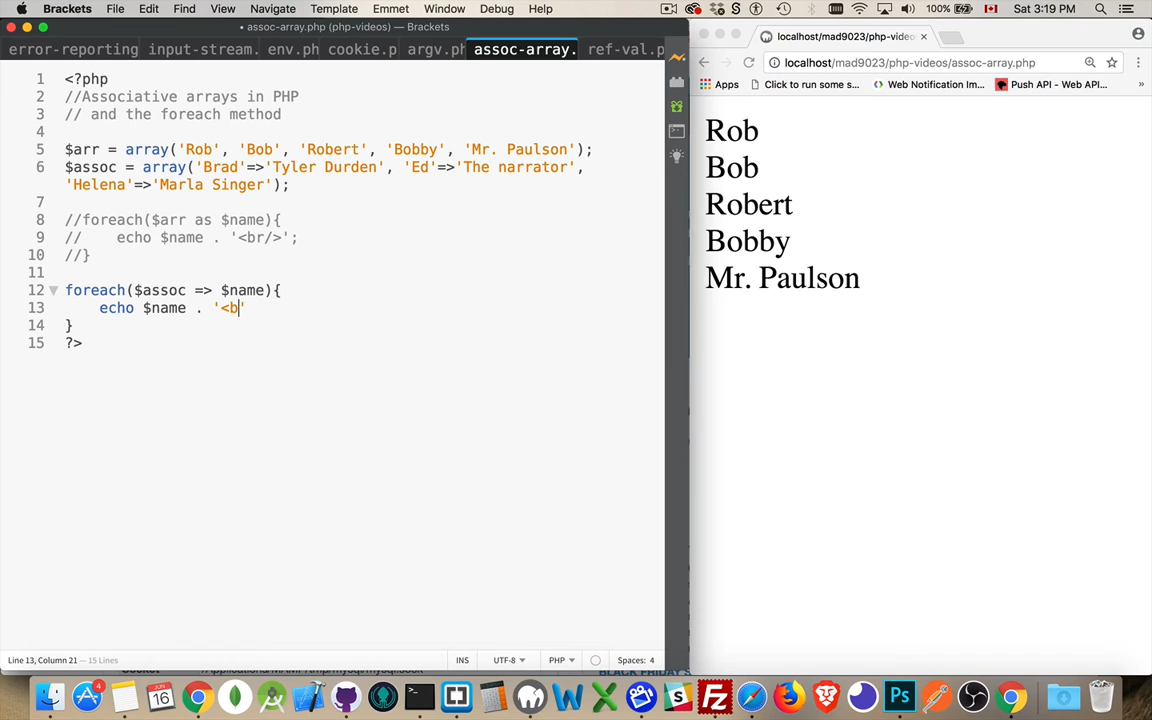 Brackets File Edit Find View Navigate Template Emmet Window Debug Help 100% Sat 3:19 PM
• assoc-array.php (php-videos) — Brackets
error-reporting input-stream. env.ph cookie.p argv.ph assoc-array. ref-val.p
1 <?php
2 //Associative arrays in PHP
3 // and the foreach method
4
5 $arr = array('Rob', 'Bob', 'Robert', 'Bobby', 'Mr. Paulson');
6 $assoc = array('Brad'=>'Tyler Durden', 'Ed'=>'The narrator',
'Helena'=>'Marla Singer');
7
8 //foreach($arr as $name){
9 //    echo $name . '<br/>';
10 //}
11
12 foreach($assoc => $name){
13     echo $name . '<b'
14 }
15 ?>
Line 13, Column 21 — 15 Lines INS UTF-8 PHP Spaces: 4
localhost/mad9023/php-video
localhost/mad9023/php-videos/assoc-array.php
Apps Click to run some s... Web Notification Im... Push API - Web API... »
Rob
Bob
Robert
Bobby
Mr. Paulson
4 16